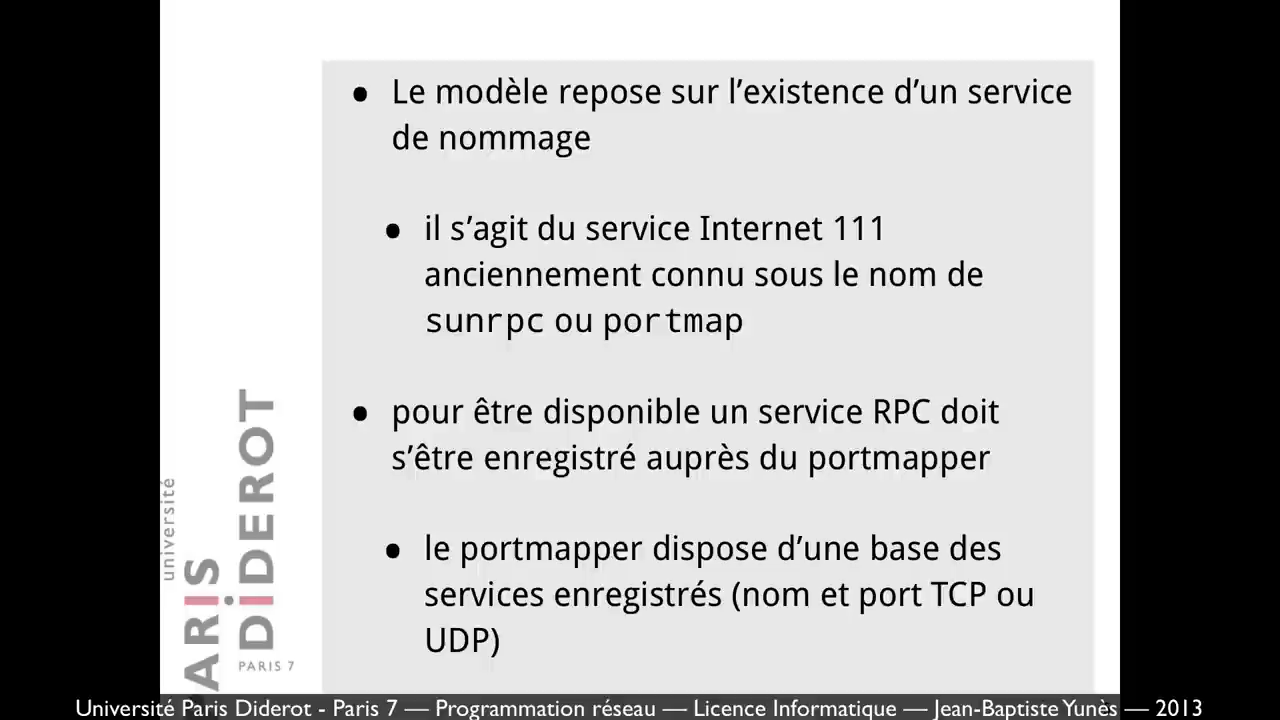 • Le modèle repose sur l’existence d’un service
de nommage
• il s’agit du service Internet 111
anciennement connu sous le nom de
sunrpc ou portmap
• pour être disponible un service RPC doit
s’être enregistré auprès du portmapper
• le portmapper dispose d’une base des
services enregistrés (nom et port TCP ou
UDP)
université
PARIS
DiDEROT
PARIS 7
Université Paris Diderot - Paris 7 — Programmation réseau — Licence Informatique — Jean-Baptiste Yunès — 2013